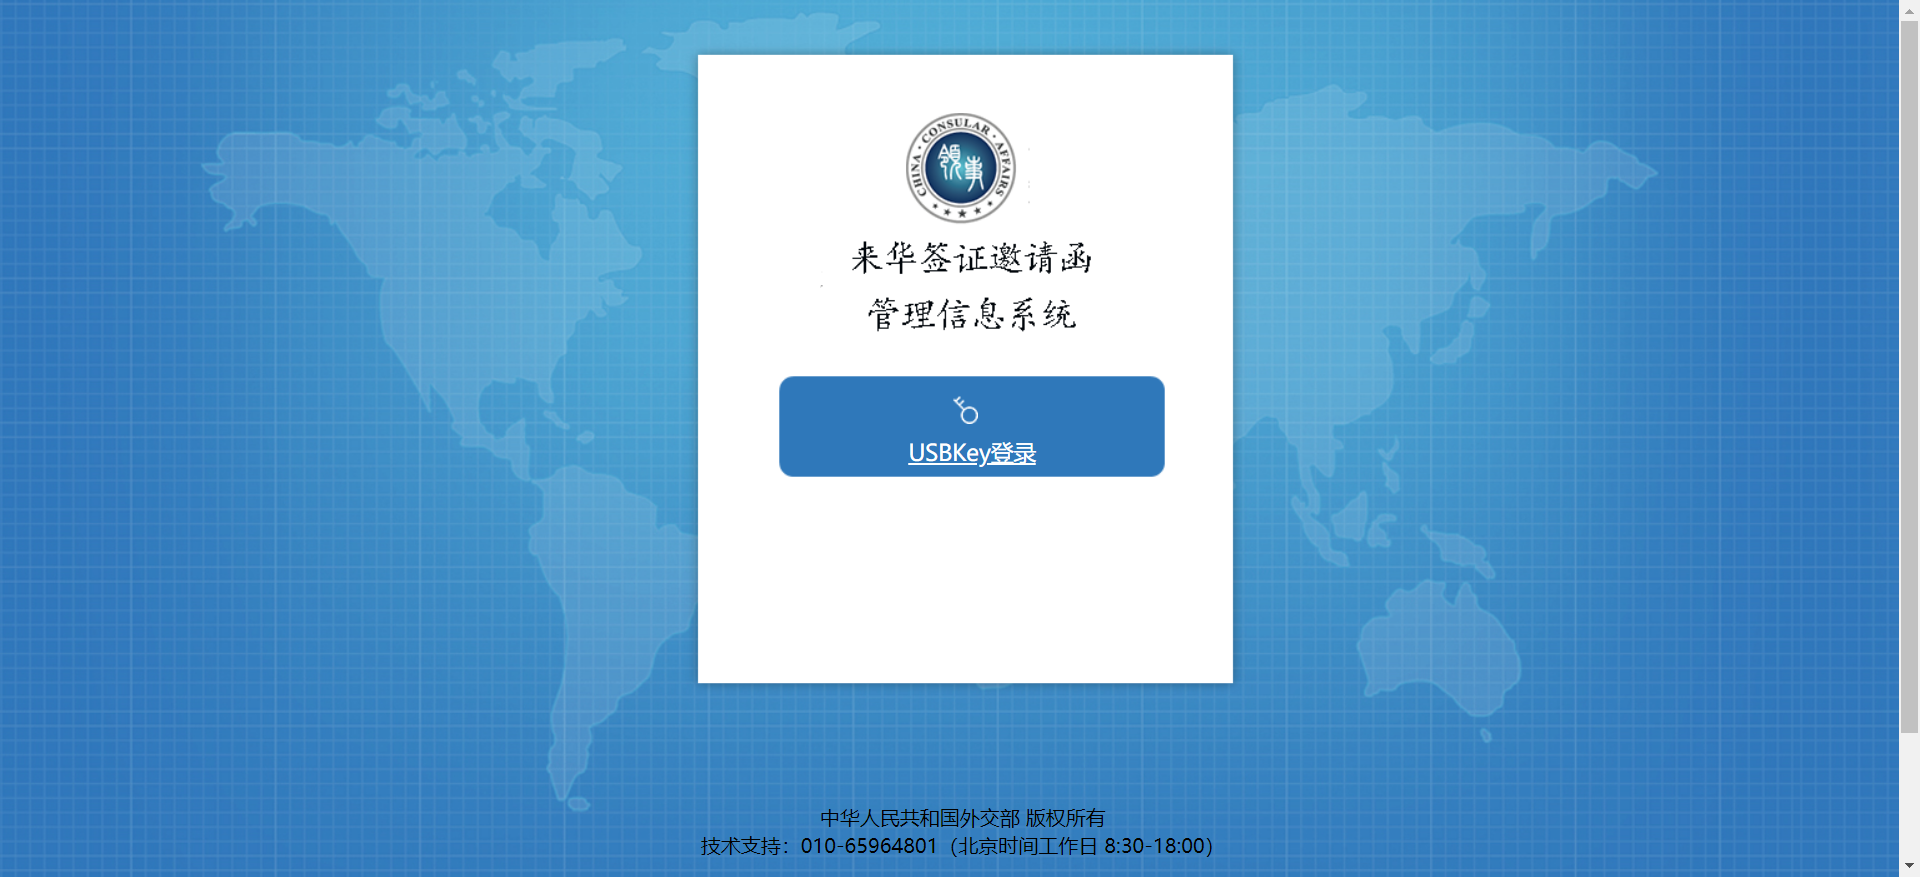 CHINA · CONSULAR · AFFAIRS
領事
来华签证邀请函
管理信息系统
USBKey登录
中华人民共和国外交部 版权所有
技术支持：010-65964801（北京时间工作日 8:30-18:00）